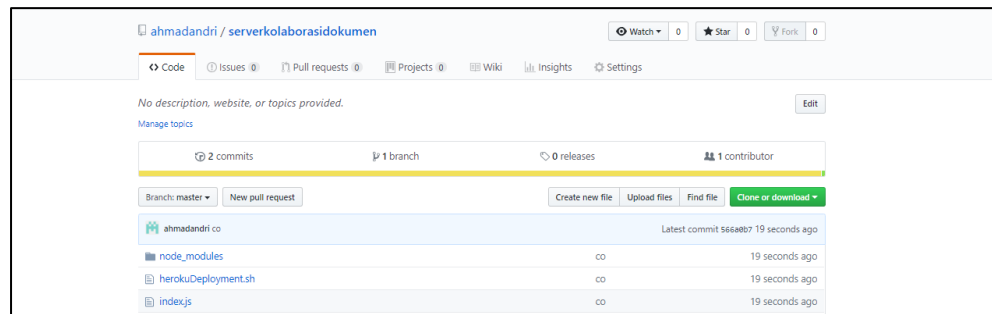 ahmadandri / serverkolaborasidokumen Watch 0 Star 0 Fork 0
Code Issues 0 Pull requests 0 Projects 0 Wiki Insights Settings
No description, website, or topics provided. Edit
Manage topics
2 commits 1 branch 0 releases 1 contributor
Branch: master New pull request Create new file Upload files Find file Clone or download
ahmadandri co Latest commit 566a0b7 19 seconds ago
node_modules co 19 seconds ago
herokuDeployment.sh co 19 seconds ago
index.js co 19 seconds ago